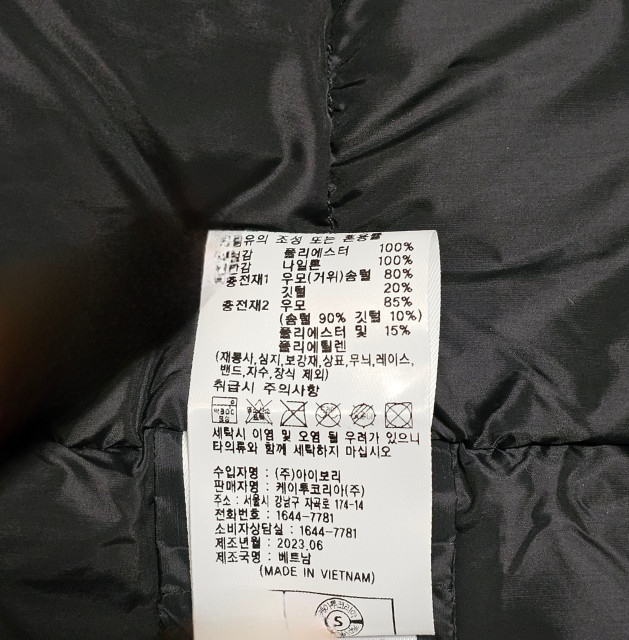 섬유의 조성 또는 혼용률
겉감 폴리에스터 100%
안감 나일론 100%
충전재1 우모(거위)솜털 80%
깃털 20%
충전재2 우모 85%
(솜털 90% 깃털 10%)
폴리에스터 및 15%
폴리에틸렌
(재봉사,심지,보강재,상표,무늬,레이스,
밴드,자수,장식 제외)
취급시 주의사항
세탁시 이염 및 오염 될 우려가 있으니
타의류와 함께 세탁하지 마십시오
수입자명 : (주)아이보리
판매자명 : 케이투코리아(주)
주소 : 서울시 강남구 자곡로 174-14
전화번호 : 1644-7781
소비자상담실 : 1644-7781
제조년월 : 2023.06
제조국명 : 베트남
(MADE IN VIETNAM)
S